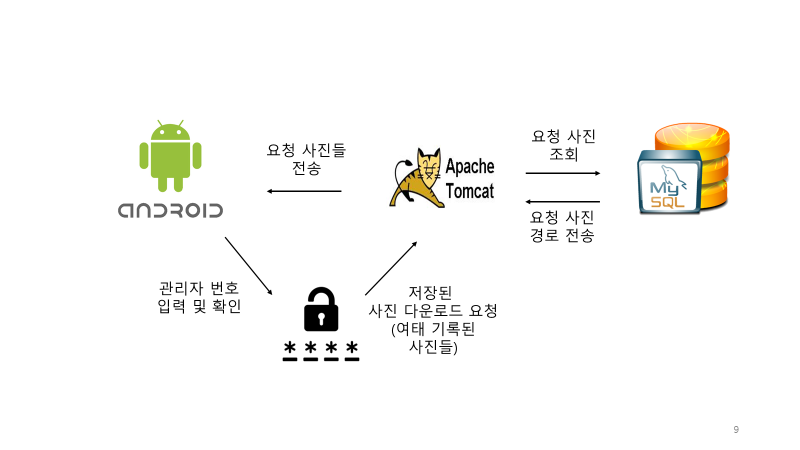 요청 사진들
전송
요청 사진
조회
Apache
Tomcat
My
SQL
ANDROID
요청 사진
경로 전송
관리자 번호
입력 및 확인
저장된
사진 다운로드 요청
(여태 기록된
사진들)
* * * *
9